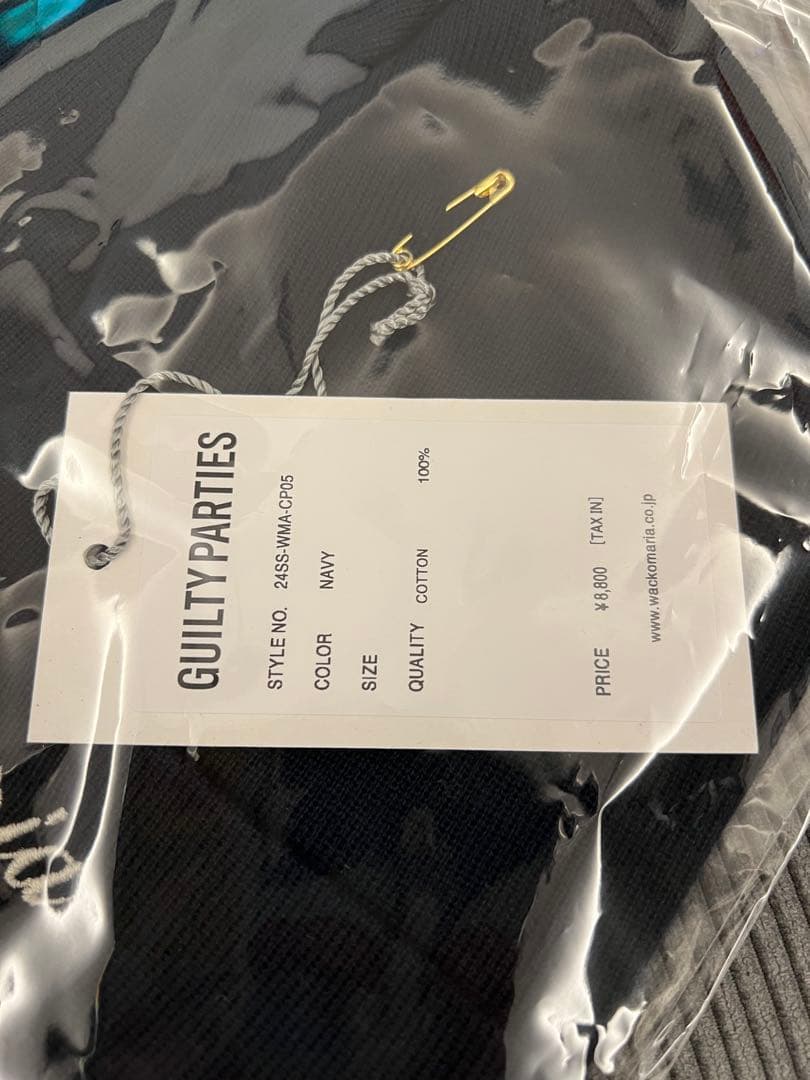 GUILTY PARTIES
STYLE NO. 24SS-WMA-CP05
COLOR NAVY
SIZE
QUALITY COTTON 100%
PRICE ¥8,800 [TAX IN]
www.wackomaria.co.jp